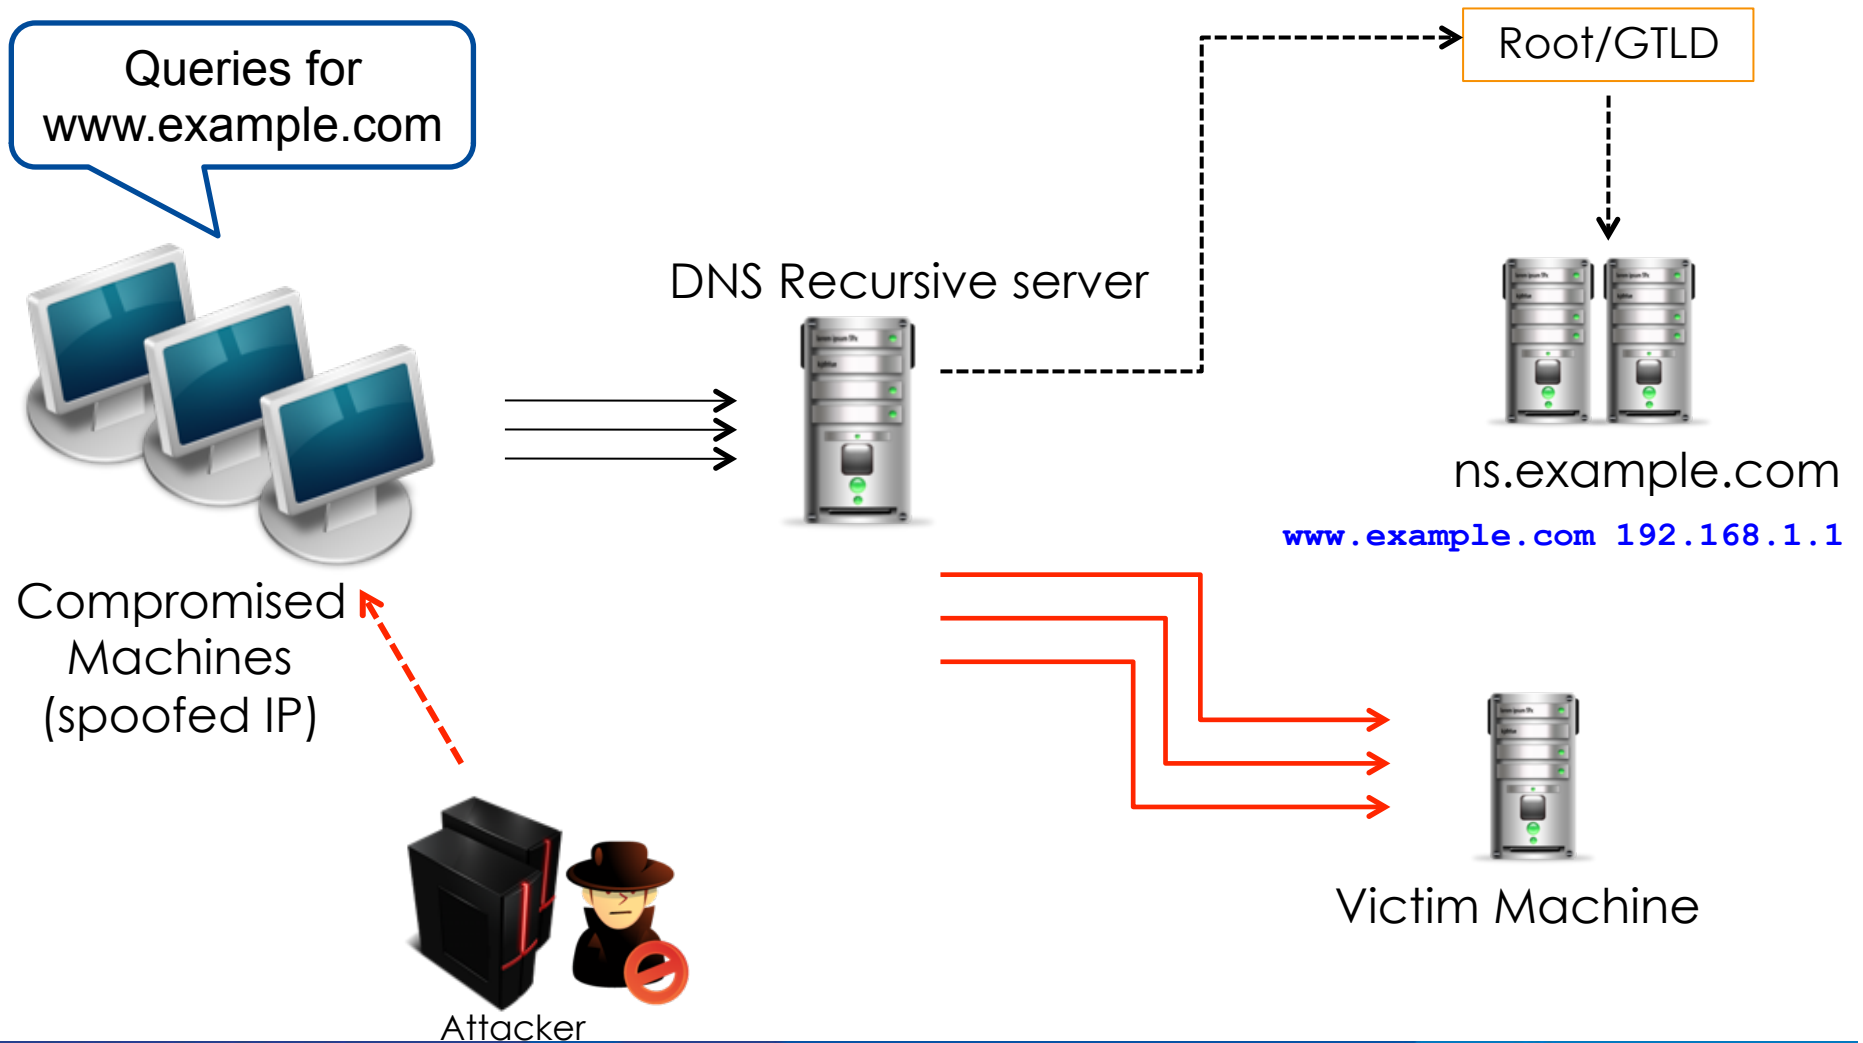 Queries for
www.example.com
Root/GTLD
DNS Recursive server
ns.example.com
www.example.com 192.168.1.1
Compromised
Machines
(spoofed IP)
Victim Machine
Attacker